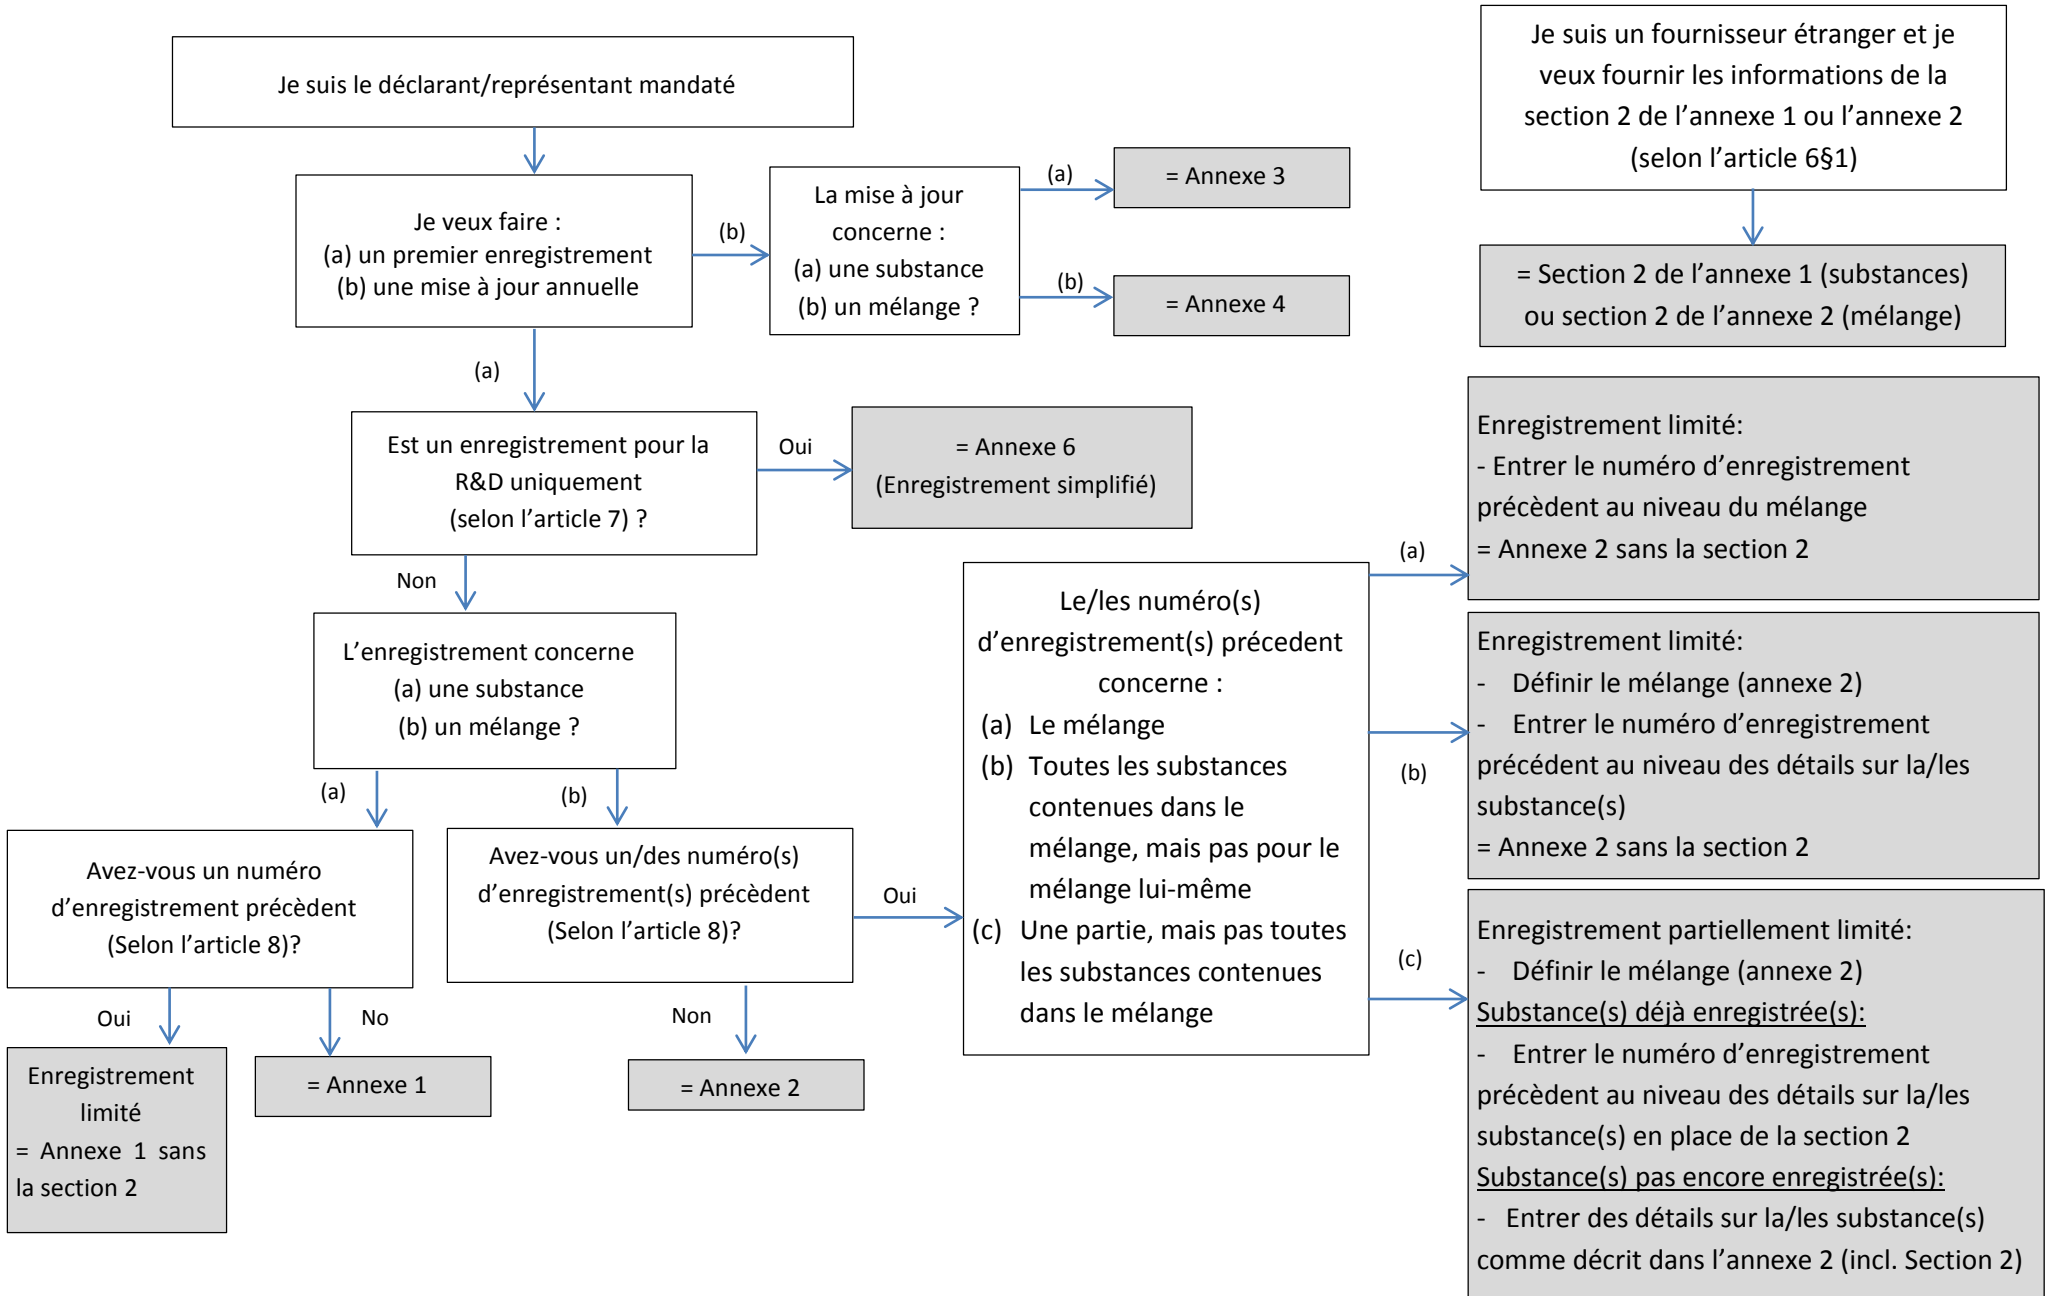 Je suis le déclarant/représentant mandaté
Je veux faire :
(a) un premier enregistrement
(b) une mise à jour annuelle
(b)
La mise à jour
concerne :
(a) une substance
(b) un mélange ?
(a)
= Annexe 3
(b)
= Annexe 4
Je suis un fournisseur étranger et je
veux fournir les informations de la
section 2 de l’annexe 1 ou l’annexe 2
(selon l’article 6§1)
= Section 2 de l’annexe 1 (substances)
ou section 2 de l’annexe 2 (mélange)
(a)
Est un enregistrement pour la
R&D uniquement
(selon l’article 7) ?
Oui
= Annexe 6
(Enregistrement simplifié)
Non
L’enregistrement concerne
(a) une substance
(b) un mélange ?
(a)
(b)
Avez-vous un numéro
d’enregistrement précèdent
(Selon l’article 8)?
Oui
No
Enregistrement
limité
= Annexe 1 sans
la section 2
= Annexe 1
Avez-vous un/des numéro(s)
d’enregistrement(s) précèdent
(Selon l’article 8)?
Non
= Annexe 2
Oui
Le/les numéro(s)
d’enregistrement(s) précedent
concerne :
(a) Le mélange
(b) Toutes les substances
contenues dans le
mélange, mais pas pour le
mélange lui-même
(c) Une partie, mais pas toutes
les substances contenues
dans le mélange
(a)
Enregistrement limité:
- Entrer le numéro d’enregistrement
précèdent au niveau du mélange
= Annexe 2 sans la section 2
(b)
Enregistrement limité:
- Définir le mélange (annexe 2)
- Entrer le numéro d’enregistrement
précédent au niveau des détails sur la/les
substance(s)
= Annexe 2 sans la section 2
(c)
Enregistrement partiellement limité:
- Définir le mélange (annexe 2)
Substance(s) déjà enregistrée(s):
- Entrer le numéro d’enregistrement
précèdent au niveau des détails sur la/les
substance(s) en place de la section 2
Substance(s) pas encore enregistrée(s):
- Entrer des détails sur la/les substance(s)
comme décrit dans l’annexe 2 (incl. Section 2)